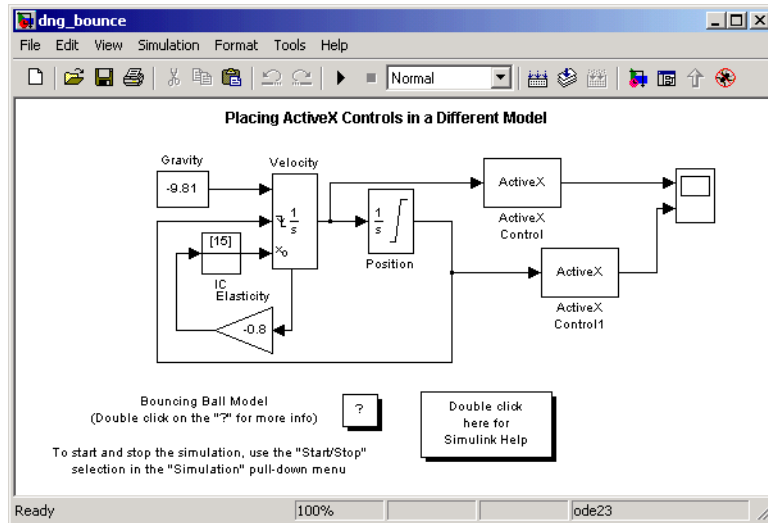 dng_bounce
File Edit View Simulation Format Tools Help
Normal
Placing ActiveX Controls in a Different Model
Gravity
Velocity
-9.81
1
s
x0
[15]
IC
Elasticity
-0.8
1
s
Position
ActiveX
ActiveX
Control
ActiveX
ActiveX
Control1
Bouncing Ball Model
(Double click on the "?" for more info)
?
Double click
here for
Simulink Help
To start and stop the simulation, use the "Start/Stop"
selection in the "Simulation" pull-down menu
Ready 100% ode23